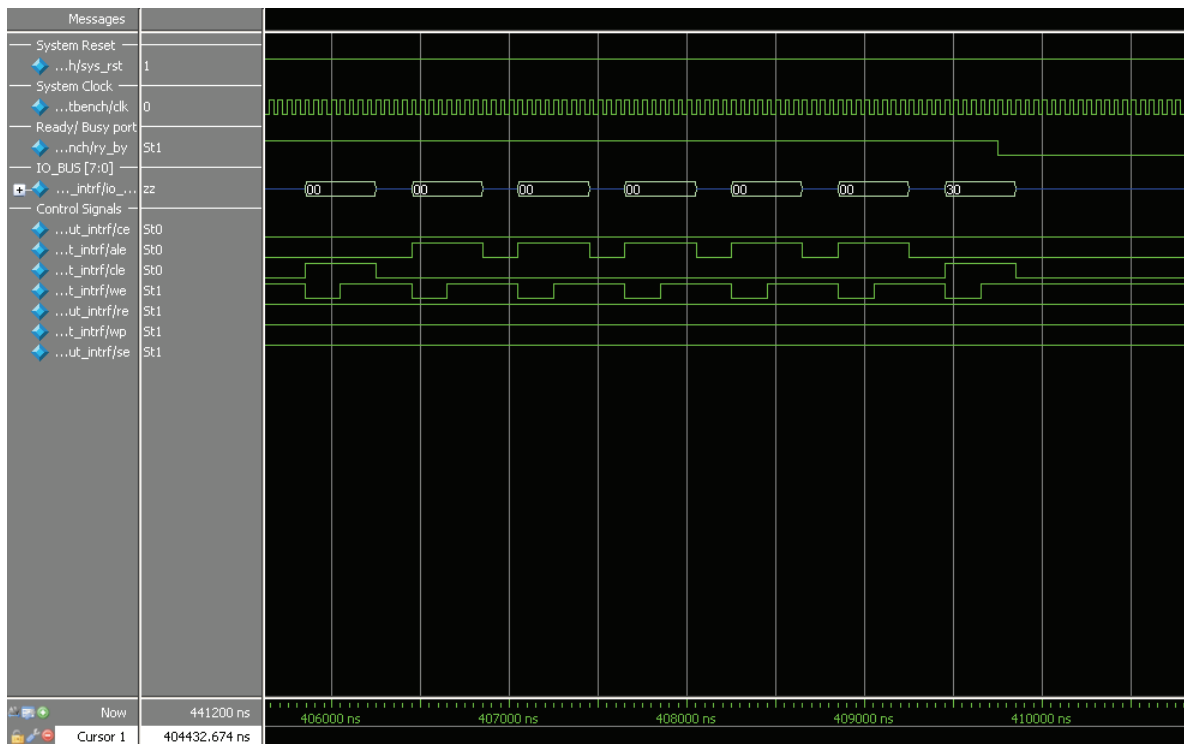 Messages
System Reset
...h/sys_rst 1
System Clock
...tbench/clk 0
Ready/ Busy port
...nch/ry_by St1
IO_BUS [7:0]
..._intrf/io_... zz 00 00 00 00 00 00 30
Control Signals
...ut_intrf/ce St0
...t_intrf/ale St0
...t_intrf/cle St0
...t_intrf/we St1
...ut_intrf/re St1
...t_intrf/wp St1
...ut_intrf/se St1
Now 441200 ns 406000 ns 407000 ns 408000 ns 409000 ns 410000 ns
Cursor 1 404432.674 ns